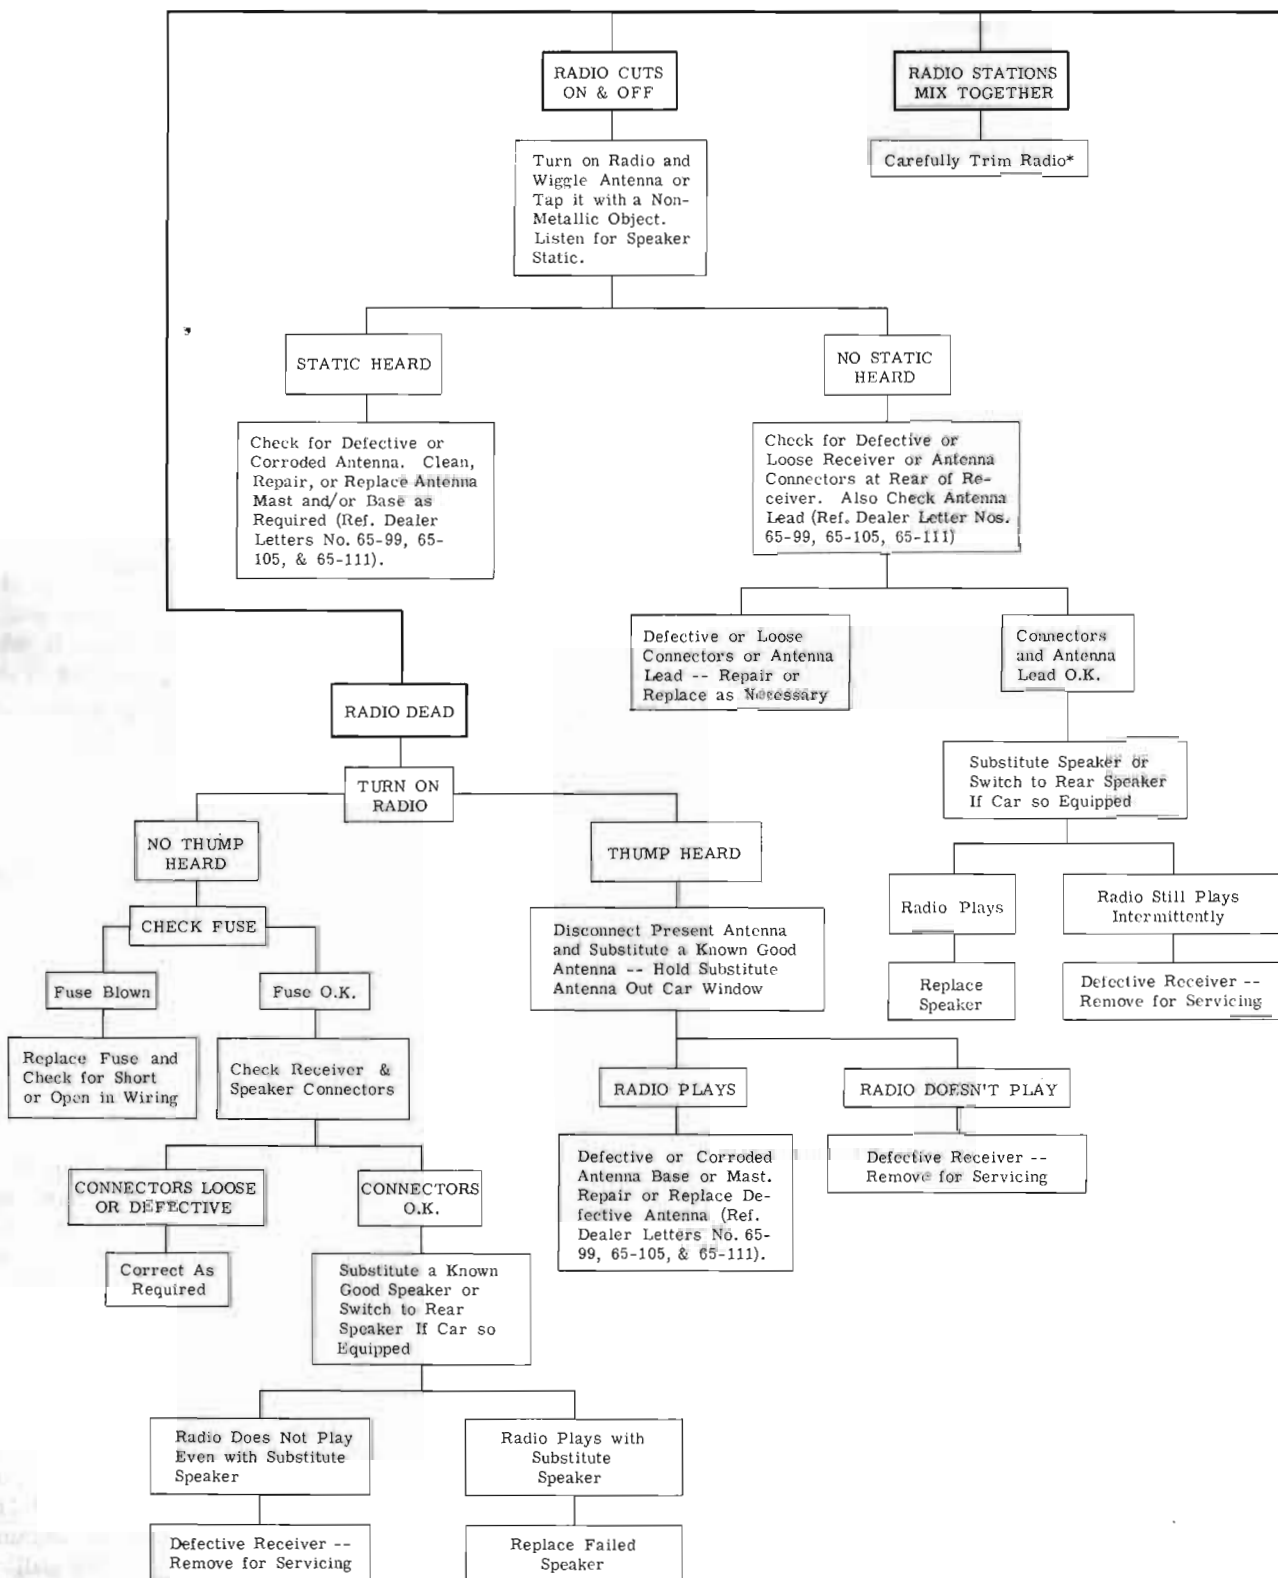 RADIO CUTS
ON & OFF
RADIO STATIONS
MIX TOGETHER
Turn on Radio and
Wiggle Antenna or
Tap it with a Non-
Metallic Object.
Listen for Speaker
Static.
Carefully Trim Radio*
STATIC HEARD
NO STATIC
HEARD
Check for Defective or
Corroded Antenna. Clean,
Repair, or Replace Antenna
Mast and/or Base as
Required (Ref. Dealer
Letters No. 65-99, 65-
105, & 65-111).
Check for Defective or
Loose Receiver or Antenna
Connectors at Rear of Re-
ceiver. Also Check Antenna
Lead (Ref. Dealer Letter Nos.
65-99, 65-105, 65-111)
Defective or Loose
Connectors or Antenna
Lead -- Repair or
Replace as Necessary
Connectors
and Antenna
Lead O.K.
RADIO DEAD
TURN ON
RADIO
Substitute Speaker or
Switch to Rear Speaker
If Car so Equipped
NO THUMP
HEARD
THUMP HEARD
Radio Plays
Radio Still Plays
Intermittently
CHECK FUSE
Disconnect Present Antenna
and Substitute a Known Good
Antenna -- Hold Substitute
Antenna Out Car Window
Fuse Blown
Fuse O.K.
Replace
Speaker
Defective Receiver --
Remove for Servicing
Replace Fuse and
Check for Short
or Open in Wiring
Check Receiver &
Speaker Connectors
RADIO PLAYS
RADIO DOESN'T PLAY
CONNECTORS LOOSE
OR DEFECTIVE
CONNECTORS
O.K.
Defective or Corroded
Antenna Base or Mast.
Repair or Replace De-
fective Antenna (Ref.
Dealer Letters No. 65-
99, 65-105, & 65-111).
Defective Receiver --
Remove for Servicing
Correct As
Required
Substitute a Known
Good Speaker or
Switch to Rear
Speaker If Car so
Equipped
Radio Does Not Play
Even with Substitute
Speaker
Radio Plays with
Substitute
Speaker
Defective Receiver --
Remove for Servicing
Replace Failed
Speaker